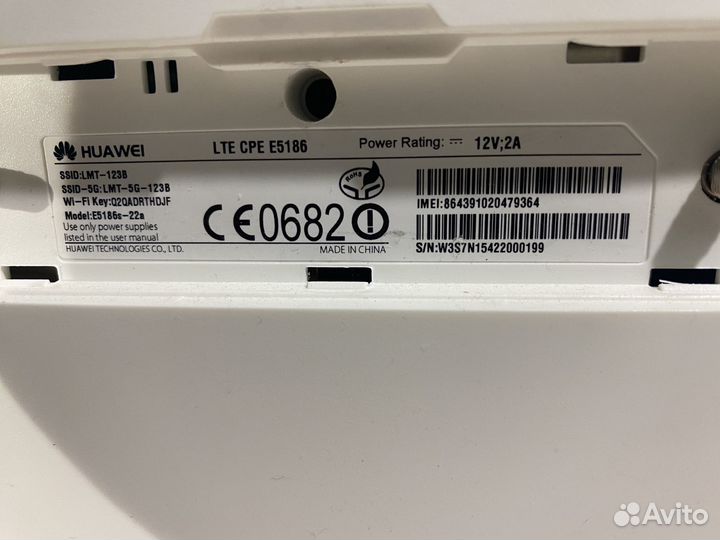 HUAWEI LTE CPE E5186 Power Rating: ⎓ 12V;2A
SSID:LMT-123B
SSID-5G:LMT-5G-123B
Wi-Fi Key:Q2QADRTHDJF
Model:E5186s-22a
Use only power supplies
listed in the user manual
HUAWEI TECHNOLOGIES CO., LTD.
RoHS
CE0682
MADE IN CHINA
IMEI:864391020479364
S/N:W3S7N15422000199
Avito